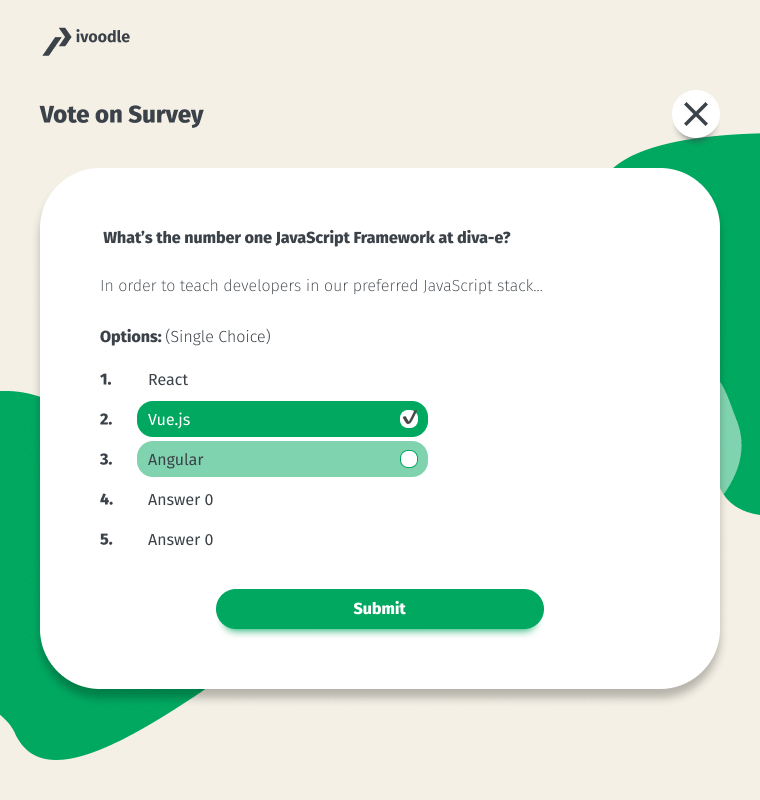 ivoodle
Vote on Survey
What's the number one JavaScript Framework at diva-e?
In order to teach developers in our preferred JavaScript stack...
Options: (Single Choice)
1. React
2. Vue.js
3. Angular
4. Answer 0
5. Answer 0
Submit